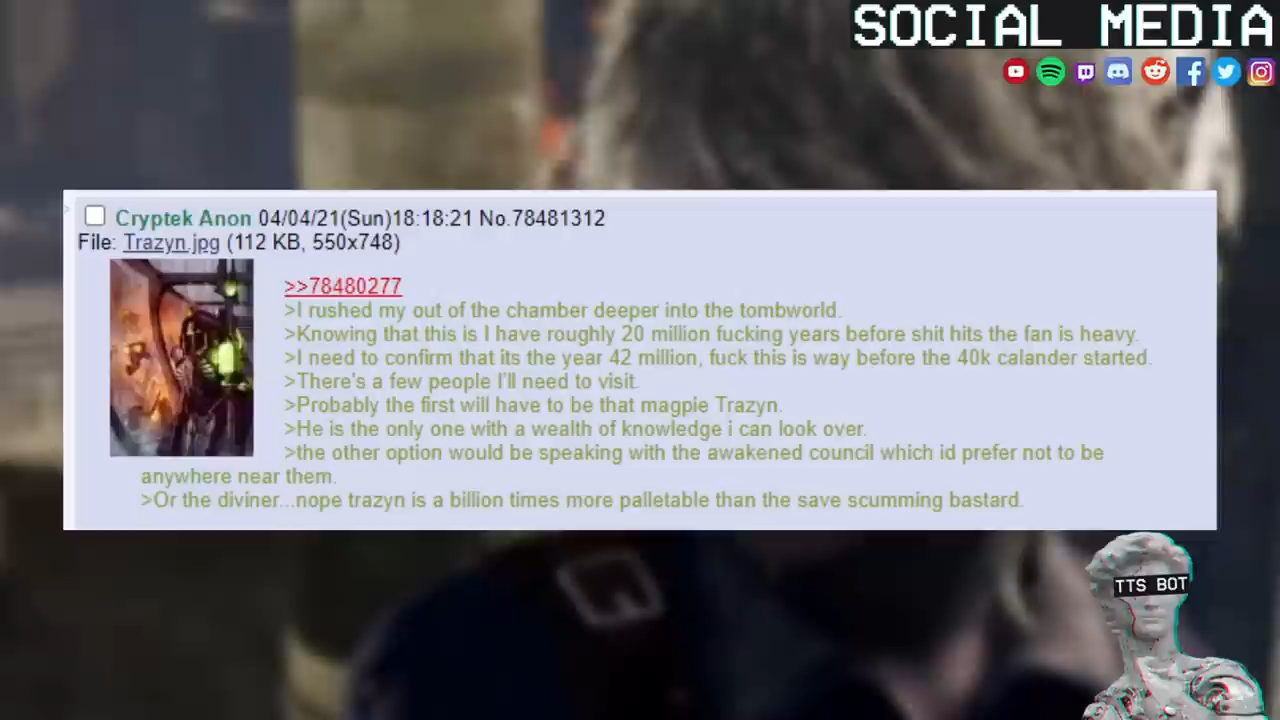 SOCIAL MEDIA
Cryptek Anon 04/04/21(Sun)18:18:21 No.78481312
File: Trazyn.jpg (112 KB, 550x748)
>>78480277
>I rushed my out of the chamber deeper into the tombworld.
>Knowing that this is I have roughly 20 million fucking years before shit hits the fan is heavy.
>I need to confirm that its the year 42 million, fuck this is way before the 40k calander started.
>There's a few people I'll need to visit.
>Probably the first will have to be that magpie Trazyn.
>He is the only one with a wealth of knowledge i can look over.
>the other option would be speaking with the awakened council which id prefer not to be
anywhere near them.
>Or the diviner...nope trazyn is a billion times more palletable than the save scumming bastard.
TTS BOT